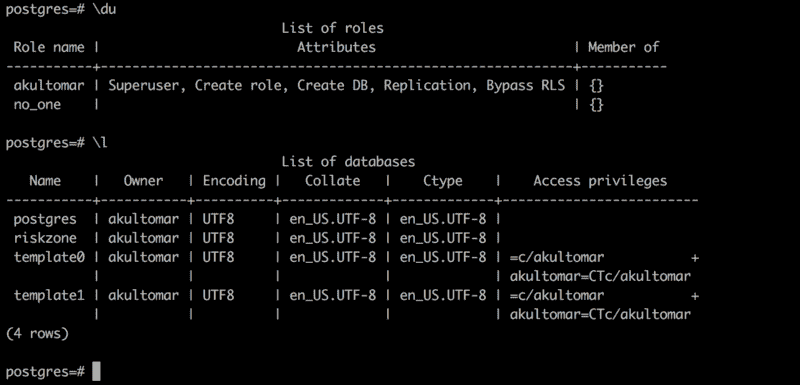 postgres=# \du
                                   List of roles
 Role name |                         Attributes                         | Member of
-----------+------------------------------------------------------------+-----------
 akultomar | Superuser, Create role, Create DB, Replication, Bypass RLS | {}
 no_one    |                                                            | {}

postgres=# \l
                                   List of databases
   Name    |   Owner   | Encoding |   Collate   |    Ctype    |    Access privileges
-----------+-----------+----------+-------------+-------------+-------------------------
 postgres  | akultomar | UTF8     | en_US.UTF-8 | en_US.UTF-8 |
 riskzone  | akultomar | UTF8     | en_US.UTF-8 | en_US.UTF-8 |
 template0 | akultomar | UTF8     | en_US.UTF-8 | en_US.UTF-8 | =c/akultomar           +
           |           |          |             |             | akultomar=CTc/akultomar
 template1 | akultomar | UTF8     | en_US.UTF-8 | en_US.UTF-8 | =c/akultomar           +
           |           |          |             |             | akultomar=CTc/akultomar
(4 rows)

postgres=#